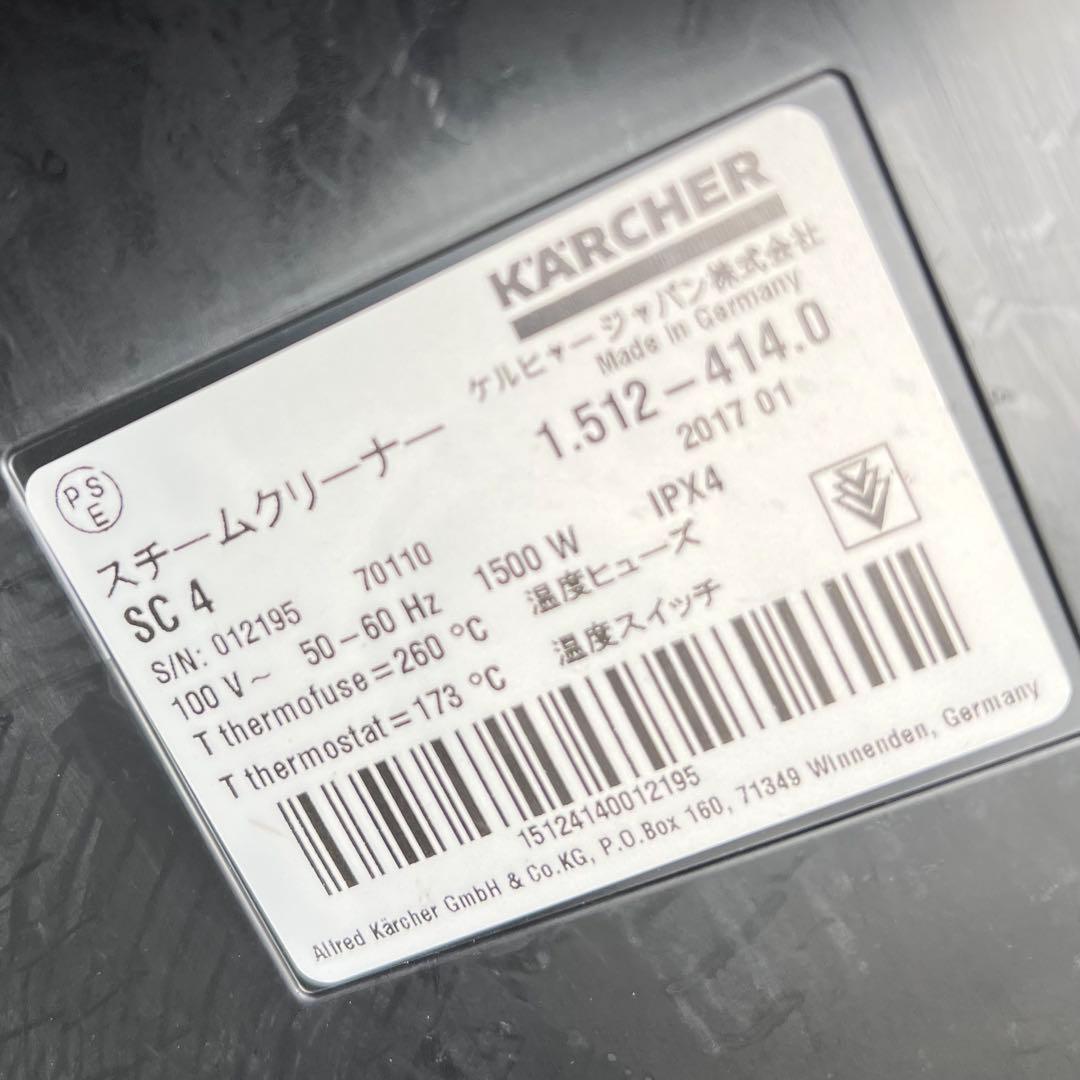 KÄRCHER
ケルヒャージャパン株式会社
Made in Germany
1.512-414.0
2017 01
PSE
スチームクリーナー
SC 4
S/N: 012195 70110
100 V~ 50-60 Hz 1500 W IPX4
T thermofuse=260 °C 温度ヒューズ
T thermostat=173 °C 温度スイッチ
15124140012195
Alfred Kärcher GmbH & Co.KG, P.O.Box 160, 71349 Winnenden, Germany